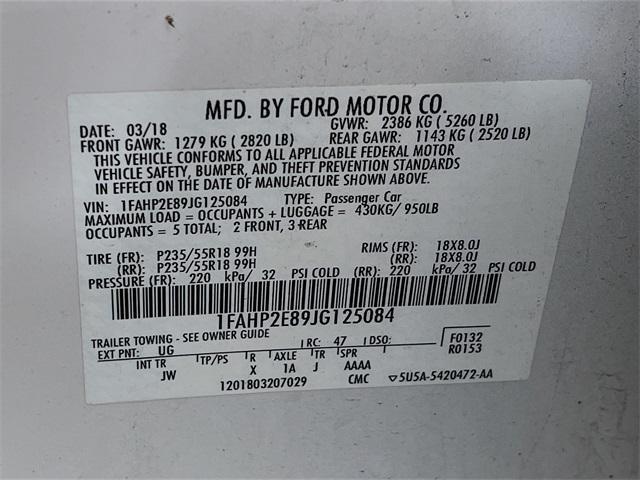 MFD. BY FORD MOTOR CO.
DATE: 03/18 GVWR: 2386 KG ( 5260 LB)
FRONT GAWR: 1279 KG ( 2820 LB) REAR GAWR: 1143 KG ( 2520 LB)
THIS VEHICLE CONFORMS TO ALL APPLICABLE FEDERAL MOTOR
VEHICLE SAFETY, BUMPER, AND THEFT PREVENTION STANDARDS
IN EFFECT ON THE DATE OF MANUFACTURE SHOWN ABOVE.
VIN: 1FAHP2E89JG125084 TYPE: Passenger Car
MAXIMUM LOAD = OCCUPANTS + LUGGAGE = 430KG/ 950LB
OCCUPANTS = 5 TOTAL; 2 FRONT, 3 REAR
TIRE (FR): P235/55R18 99H RIMS (FR): 18X8.0J
(RR): P235/55R18 99H (RR): 18X8.0J
PRESSURE (FR): 220 kPa/ 32 PSI COLD (RR): 220 kPa/ 32 PSI COLD
1FAHP2E89JG125084
TRAILER TOWING - SEE OWNER GUIDE
EXT PNT: UG RC: 47 DSO: F0132
R0153
INT TR TP/PS R AXLE TR SPR
JW X 1A J AAAA
1201803207029 CMC ▽5U5A-5420472-AA